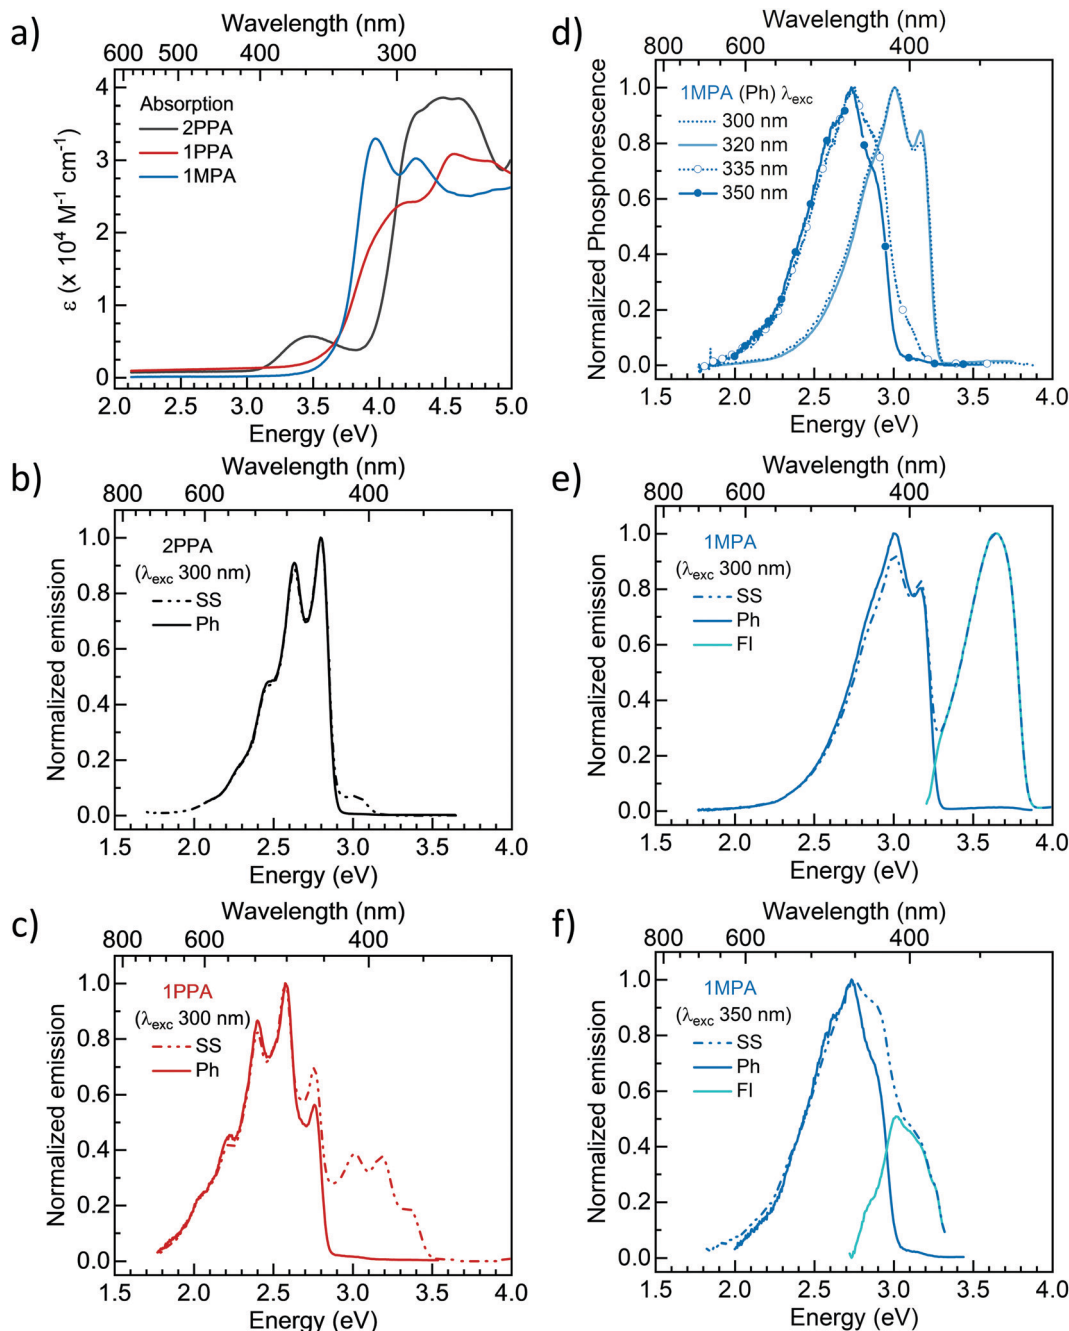 a)
Wavelength (nm)
600 500 400 300
Absorption
2PPA
1PPA
1MPA
ε (x 10⁴ M⁻¹ cm⁻¹)
4
3
2
1
0
2.0 2.5 3.0 3.5 4.0 4.5 5.0
Energy (eV)
d)
Wavelength (nm)
800 600 400
1MPA (Ph) λexc
300 nm
320 nm
335 nm
350 nm
Normalized Phosphorescence
1.0
0.8
0.6
0.4
0.2
0.0
1.5 2.0 2.5 3.0 3.5 4.0
Energy (eV)
b)
Wavelength (nm)
800 600 400
2PPA
(λexc 300 nm)
SS
Ph
Normalized emission
1.0
0.8
0.6
0.4
0.2
0.0
1.5 2.0 2.5 3.0 3.5 4.0
Energy (eV)
e)
Wavelength (nm)
800 600 400
1MPA
(λexc 300 nm)
SS
Ph
Fl
Normalized emission
1.0
0.8
0.6
0.4
0.2
0.0
1.5 2.0 2.5 3.0 3.5 4.0
Energy (eV)
c)
Wavelength (nm)
800 600 400
1PPA
(λexc 300 nm)
SS
Ph
Normalized emission
1.0
0.8
0.6
0.4
0.2
0.0
1.5 2.0 2.5 3.0 3.5 4.0
Energy (eV)
f)
Wavelength (nm)
800 600 400
1MPA
(λexc 350 nm)
SS
Ph
Fl
Normalized emission
1.0
0.8
0.6
0.4
0.2
0.0
1.5 2.0 2.5 3.0 3.5 4.0
Energy (eV)